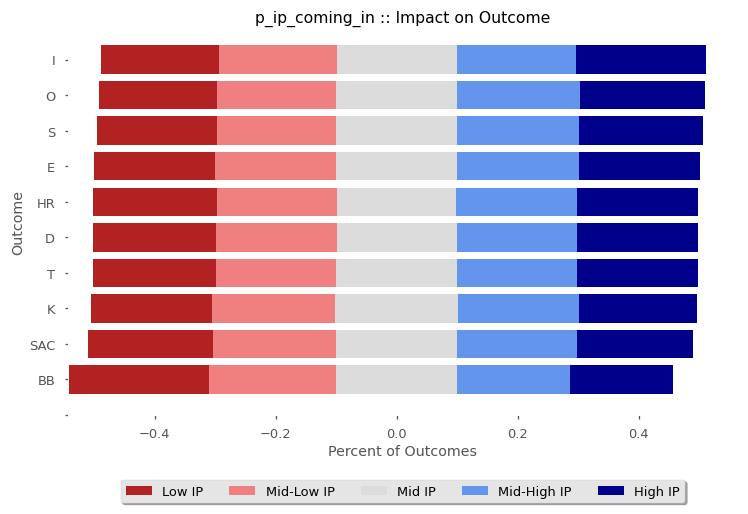 p_ip_coming_in :: Impact on Outcome
Outcome
I
O
S
E
HR
D
T
K
SAC
BB
−0.4 −0.2 0.0 0.2 0.4
Percent of Outcomes
Low IP Mid-Low IP Mid IP Mid-High IP High IP